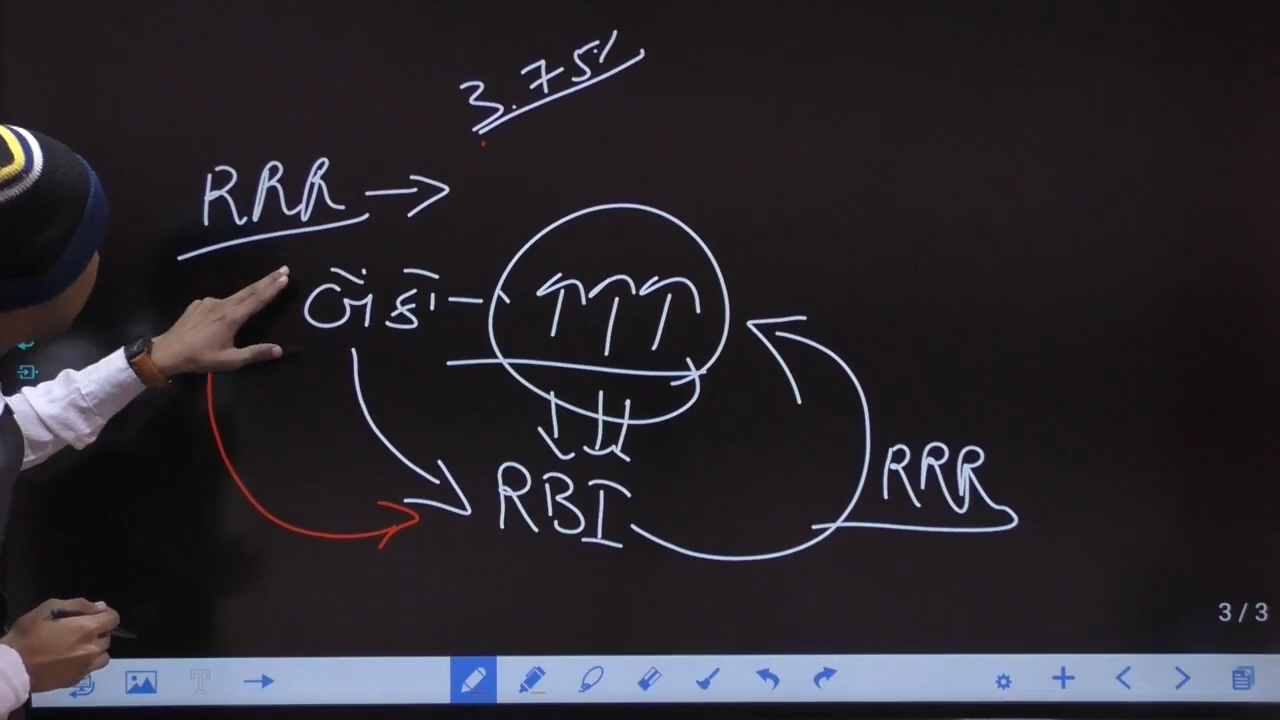 3.75%
RRR →
↑↑↑
RBI
RRR
3 / 3